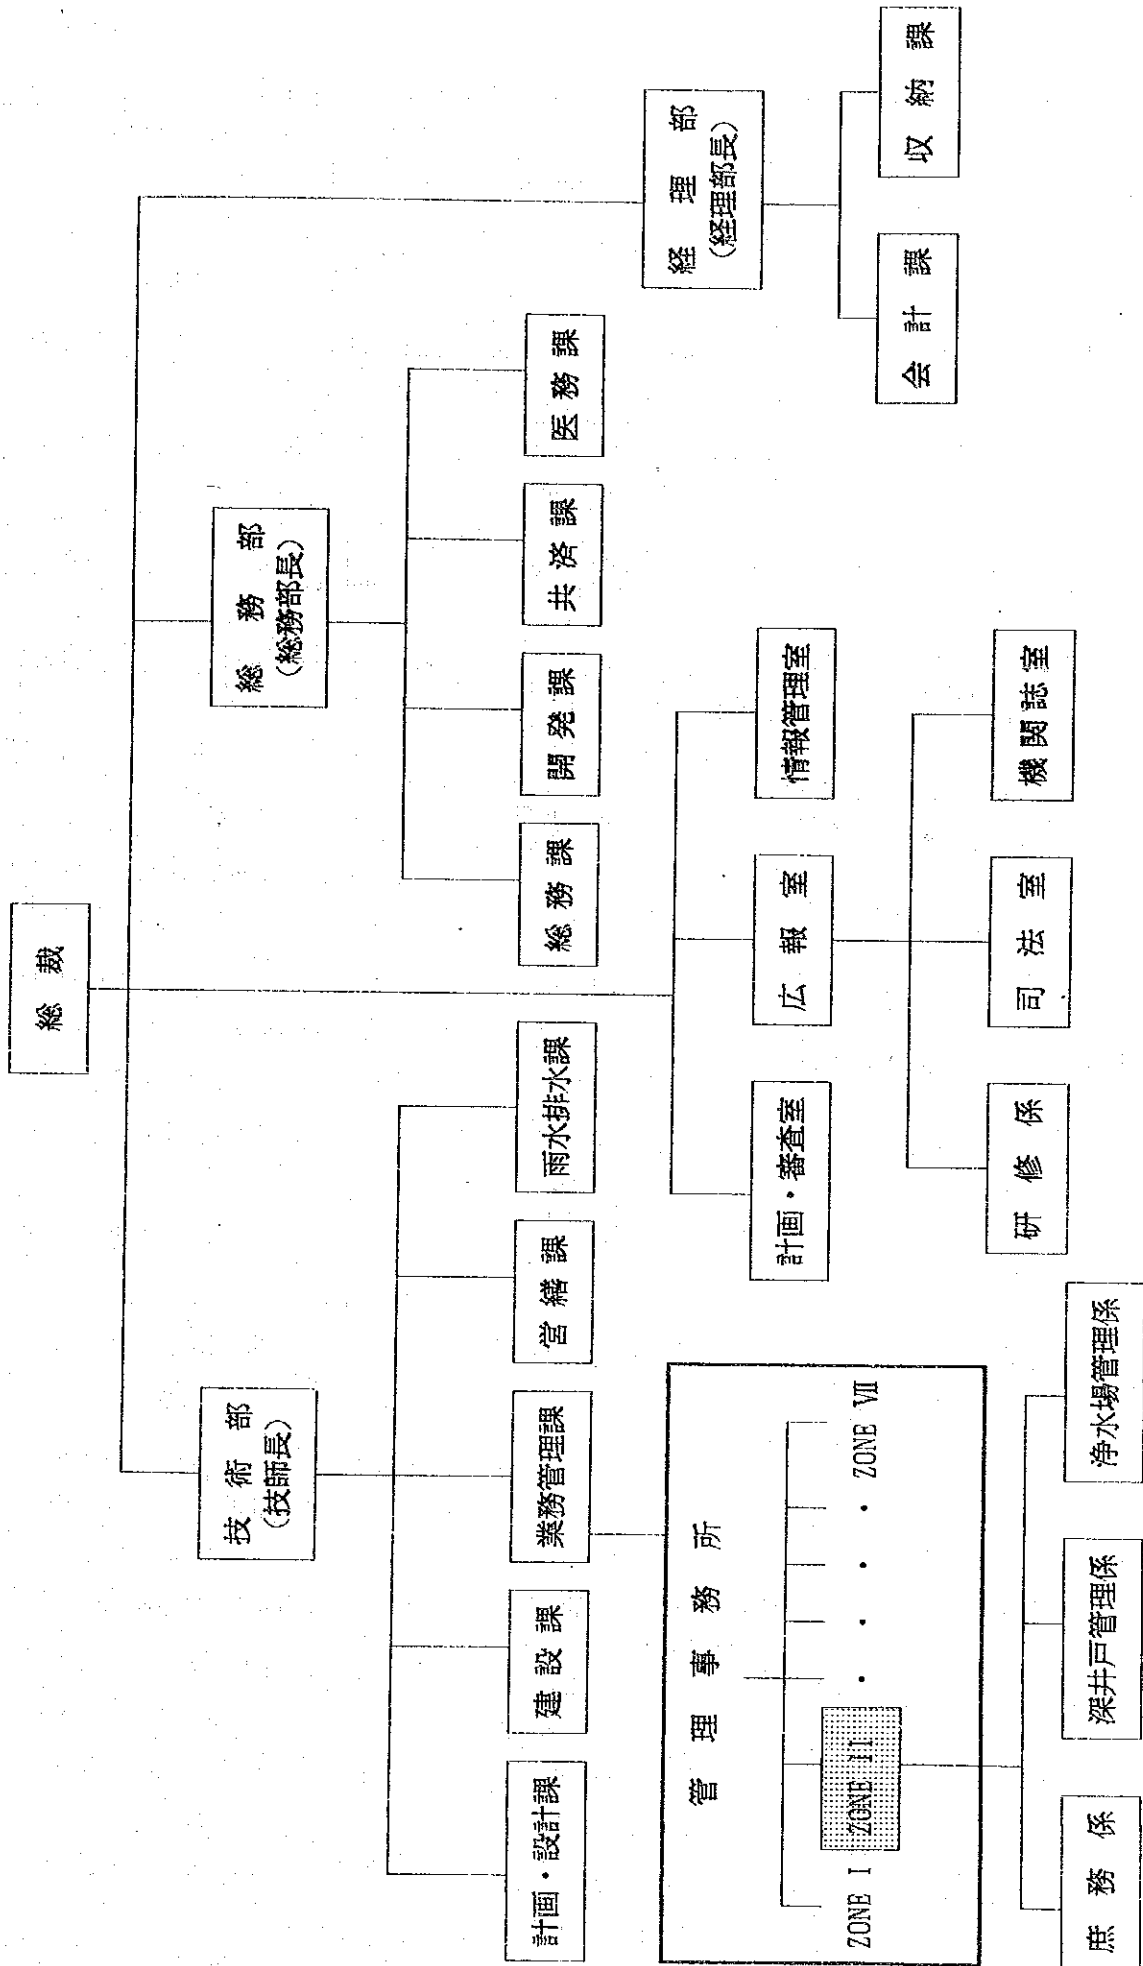 総裁
技術部
(技師長)
総務部
(総務部長)
経理部
(経理部長)
計画・設計課
建設課
業務管理課
営繕課
雨水排水課
総務課
開発課
共済課
医務課
会計課
収納課
計画・審査室
広報室
情報管理室
研修係
司法室
機関誌室
管理事務所
ZONE I
ZONE II
・・・・
ZONE VII
庶務係
深井戸管理係
浄水場管理係